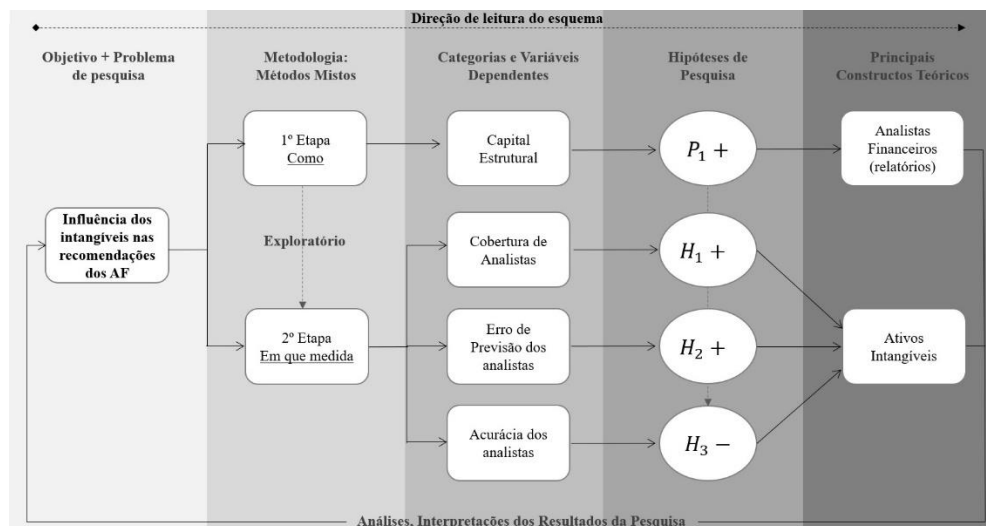 Direção de leitura do esquema
Objetivo + Problema
de pesquisa
Metodologia:
Métodos Mistos
Categorias e Variáveis
Dependentes
Hipóteses de
Pesquisa
Principais
Constructos Teóricos
Influência dos
intangíveis nas
recomendações
dos AF
1º Etapa
Como
Exploratório
2º Etapa
Em que medida
Capital
Estrutural
Cobertura de
Analistas
Erro de
Previsão dos
analistas
Acurácia dos
analistas
P₁ +
H₁ +
H₂ +
H₃ −
Analistas
Financeiros
(relatórios)
Ativos
Intangíveis
Análises, Interpretações dos Resultados da Pesquisa